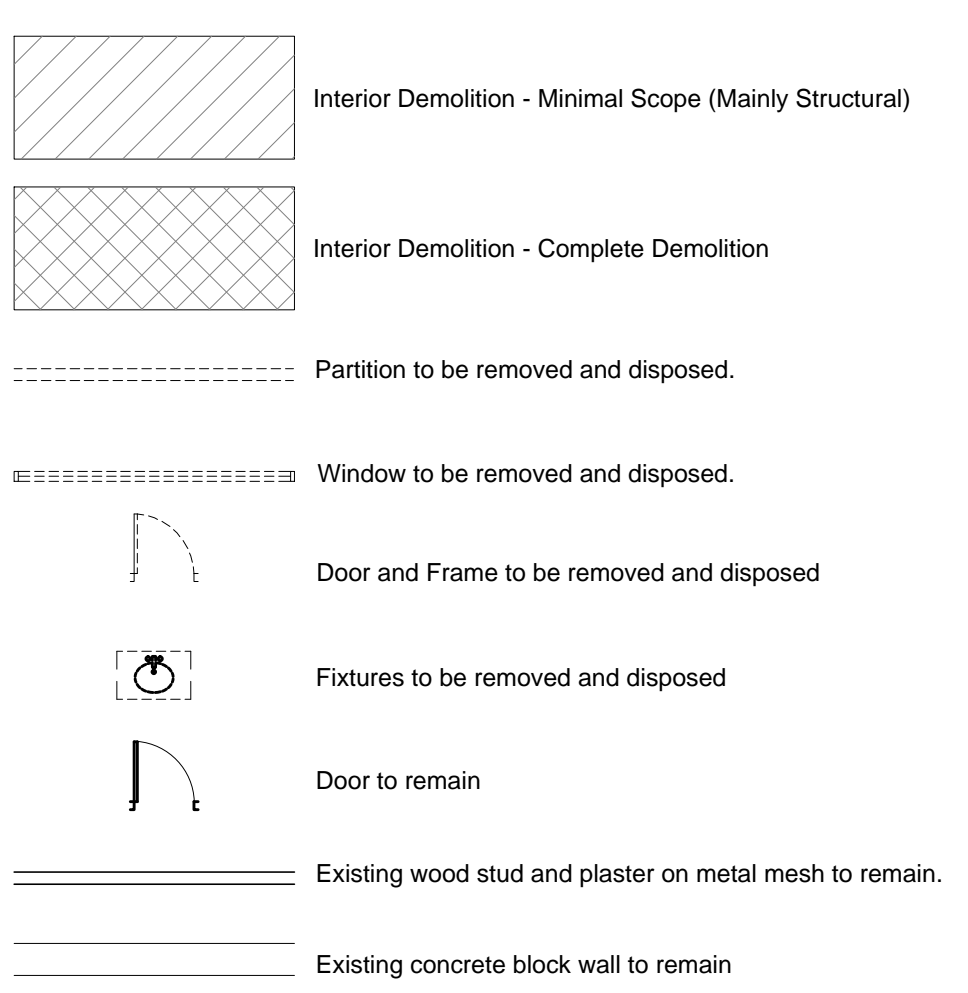 Interior Demolition - Minimal Scope (Mainly Structural)
Interior Demolition - Complete Demolition
Partition to be removed and disposed.
Window to be removed and disposed.
Door and Frame to be removed and disposed
Fixtures to be removed and disposed
Door to remain
Existing wood stud and plaster on metal mesh to remain.
Existing concrete block wall to remain